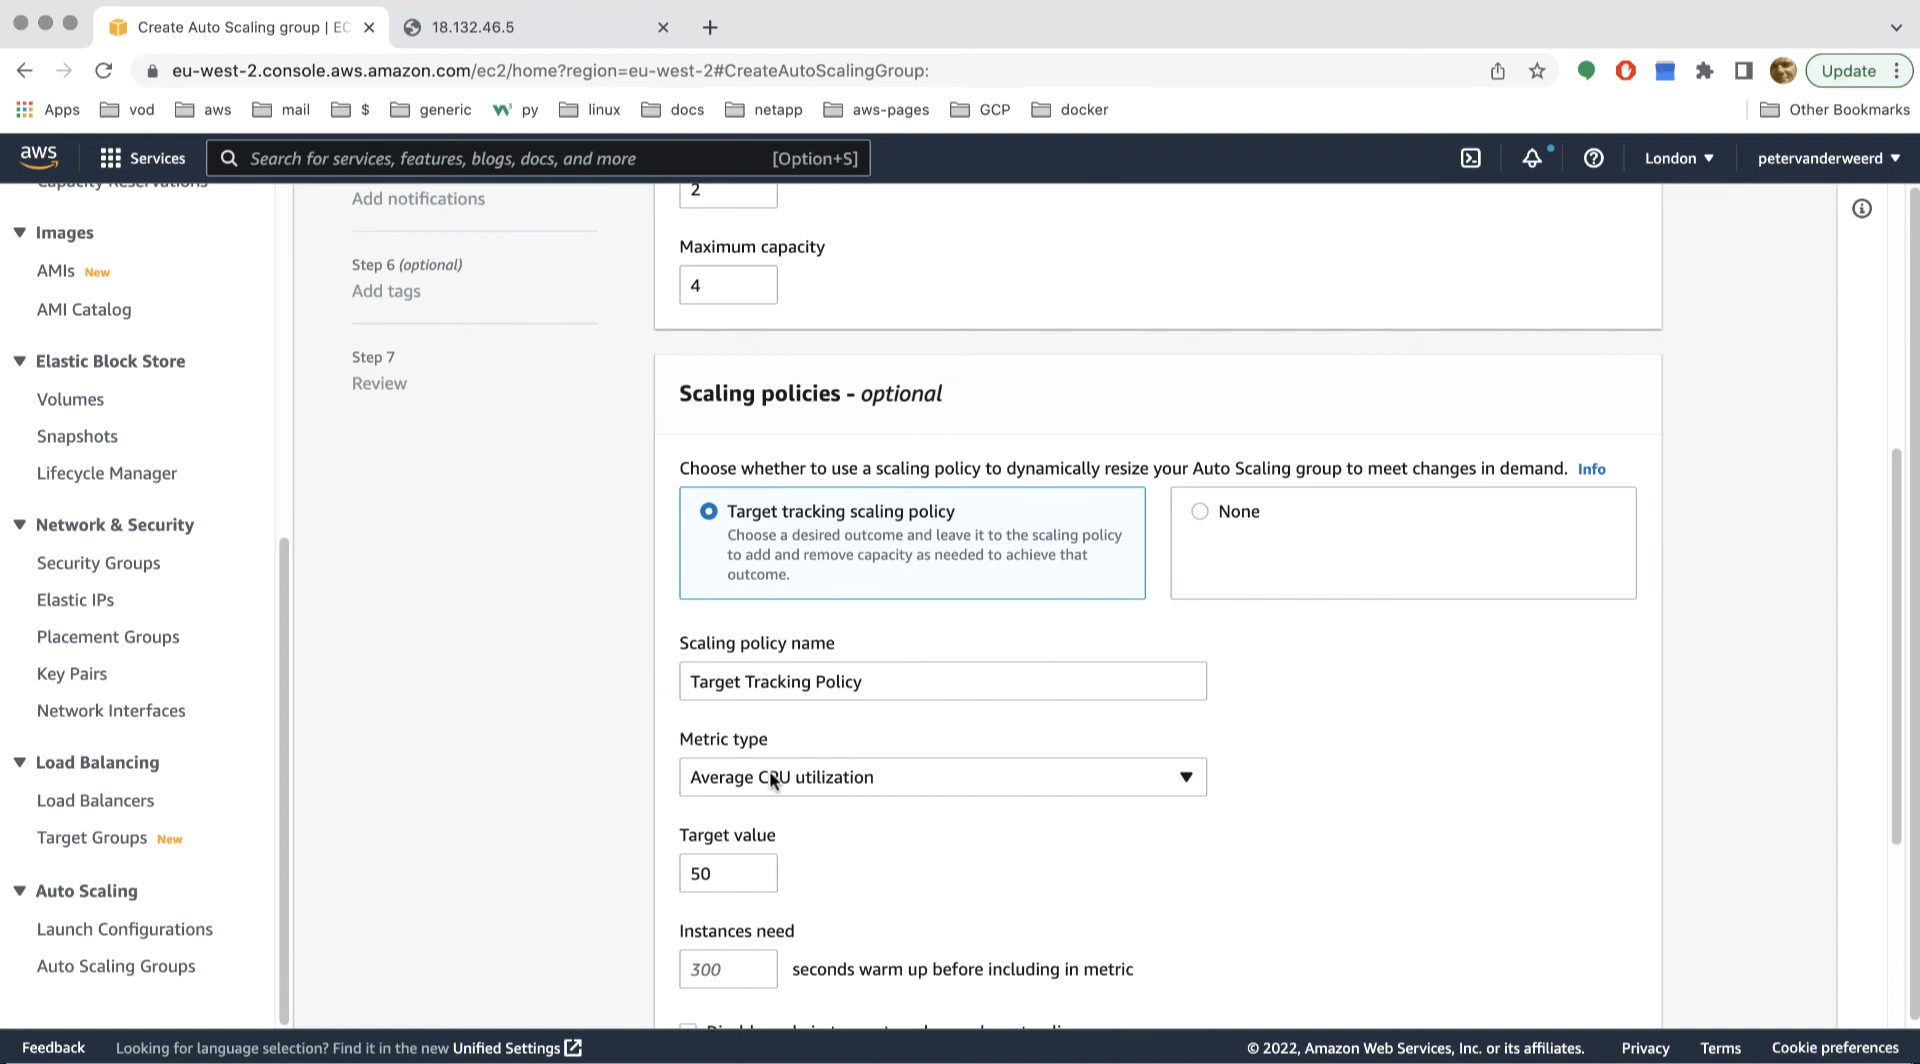 Create Auto Scaling group | EC
18.132.46.5
eu-west-2.console.aws.amazon.com/ec2/home?region=eu-west-2#CreateAutoScalingGroup:
Update
Apps
vod
aws
mail
$
generic
py
linux
docs
netapp
aws-pages
GCP
docker
Other Bookmarks
aws
Services
Search for services, features, blogs, docs, and more
[Option+S]
London
petervanderweerd
Capacity Reservations
Images
AMIs New
AMI Catalog
Elastic Block Store
Volumes
Snapshots
Lifecycle Manager
Network & Security
Security Groups
Elastic IPs
Placement Groups
Key Pairs
Network Interfaces
Load Balancing
Load Balancers
Target Groups New
Auto Scaling
Launch Configurations
Auto Scaling Groups
Add notifications
Step 6 (optional)
Add tags
Step 7
Review
2
Maximum capacity
4
Scaling policies - optional
Choose whether to use a scaling policy to dynamically resize your Auto Scaling group to meet changes in demand. Info
Target tracking scaling policy
Choose a desired outcome and leave it to the scaling policy
to add and remove capacity as needed to achieve that
outcome.
None
Scaling policy name
Target Tracking Policy
Metric type
Average CPU utilization
Target value
50
Instances need
300 seconds warm up before including in metric
Feedback
Looking for language selection? Find it in the new Unified Settings
© 2022, Amazon Web Services, Inc. or its affiliates.
Privacy
Terms
Cookie preferences